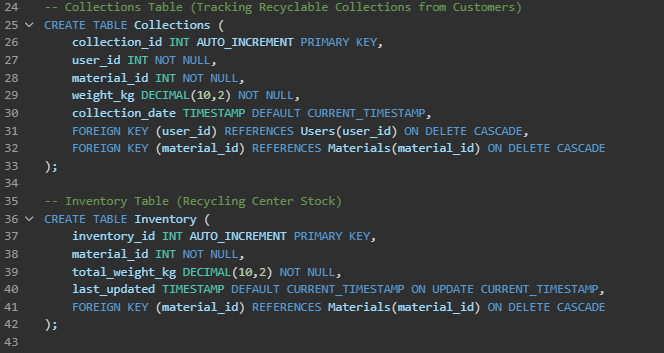 24 -- Collections Table (Tracking Recyclable Collections from Customers)
25 CREATE TABLE Collections (
26 collection_id INT AUTO_INCREMENT PRIMARY KEY,
27 user_id INT NOT NULL,
28 material_id INT NOT NULL,
29 weight_kg DECIMAL(10,2) NOT NULL,
30 collection_date TIMESTAMP DEFAULT CURRENT_TIMESTAMP,
31 FOREIGN KEY (user_id) REFERENCES Users(user_id) ON DELETE CASCADE,
32 FOREIGN KEY (material_id) REFERENCES Materials(material_id) ON DELETE CASCADE
33 );
34
35 -- Inventory Table (Recycling Center Stock)
36 CREATE TABLE Inventory (
37 inventory_id INT AUTO_INCREMENT PRIMARY KEY,
38 material_id INT NOT NULL,
39 total_weight_kg DECIMAL(10,2) NOT NULL,
40 last_updated TIMESTAMP DEFAULT CURRENT_TIMESTAMP ON UPDATE CURRENT_TIMESTAMP,
41 FOREIGN KEY (material_id) REFERENCES Materials(material_id) ON DELETE CASCADE
42 );
43